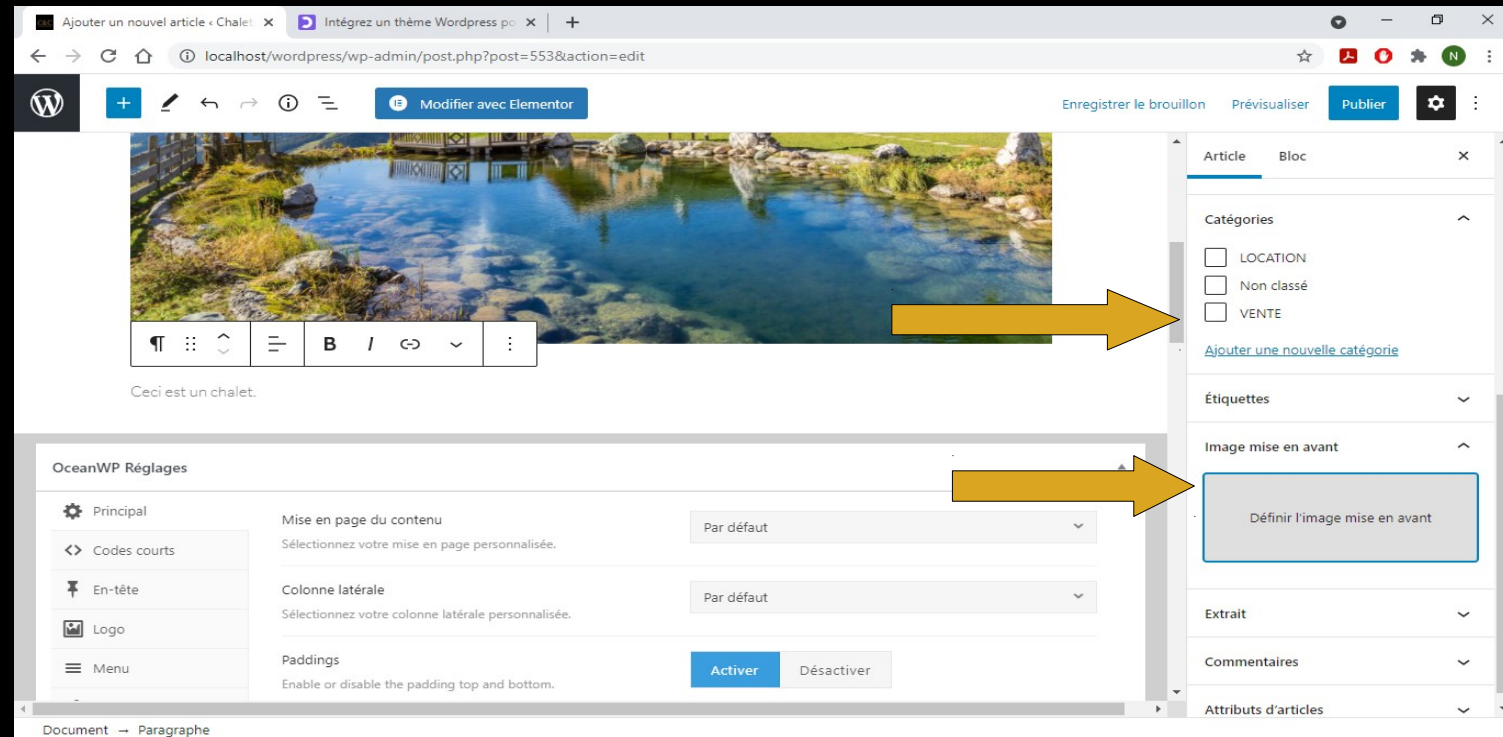 Ajouter un nouvel article ‹ Chalet
Intégrez un thème Wordpress po
localhost/wordpress/wp-admin/post.php?post=553&action=edit
N
Modifier avec Elementor
Enregistrer le brouillon
Prévisualiser
Publier
Article
Bloc
Catégories
LOCATION
Non classé
VENTE
Ajouter une nouvelle catégorie
B I
Ceci est un chalet.
Étiquettes
Image mise en avant
Définir l'image mise en avant
Extrait
Commentaires
Attributs d'articles
OceanWP Réglages
Principal
Codes courts
En-tête
Logo
Menu
Mise en page du contenu
Sélectionnez votre mise en page personnalisée.
Par défaut
Colonne latérale
Sélectionnez votre colonne latérale personnalisée.
Par défaut
Paddings
Enable or disable the padding top and bottom.
Activer
Désactiver
Document → Paragraphe